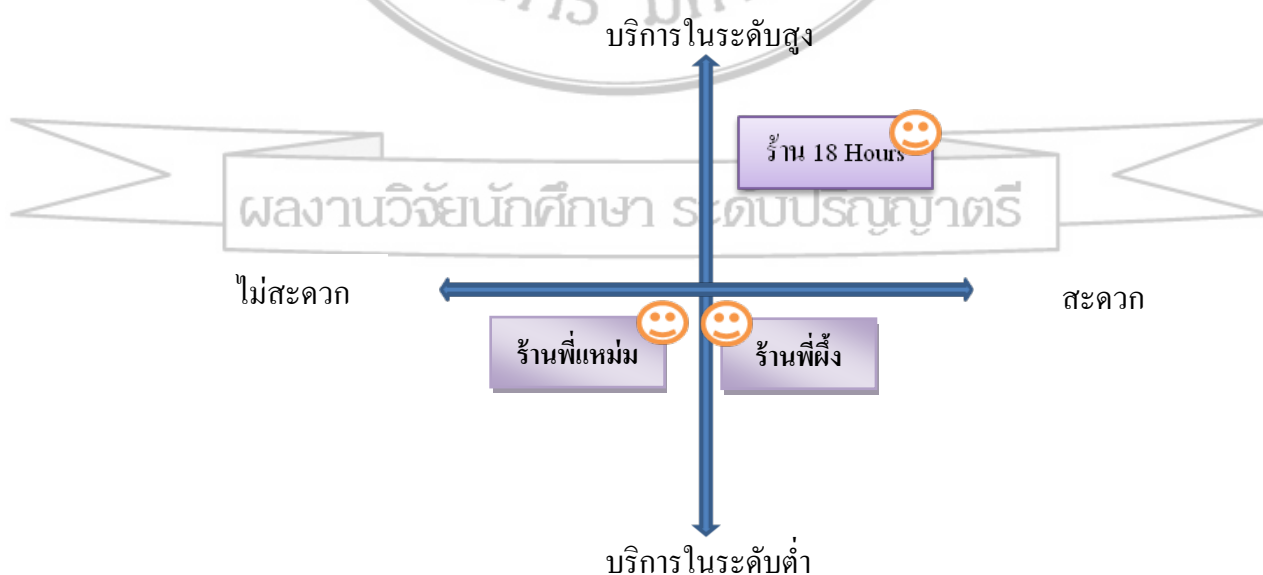 บริการในระดับสูง
ร้าน 18 Hours
ผลงานวิจัยนักศึกษา ระดับปริญญาตรี
ไม่สะดวก
สะดวก
ร้านพี่แหม่ม
ร้านพี่ผึ้ง
บริการในระดับต่ำ